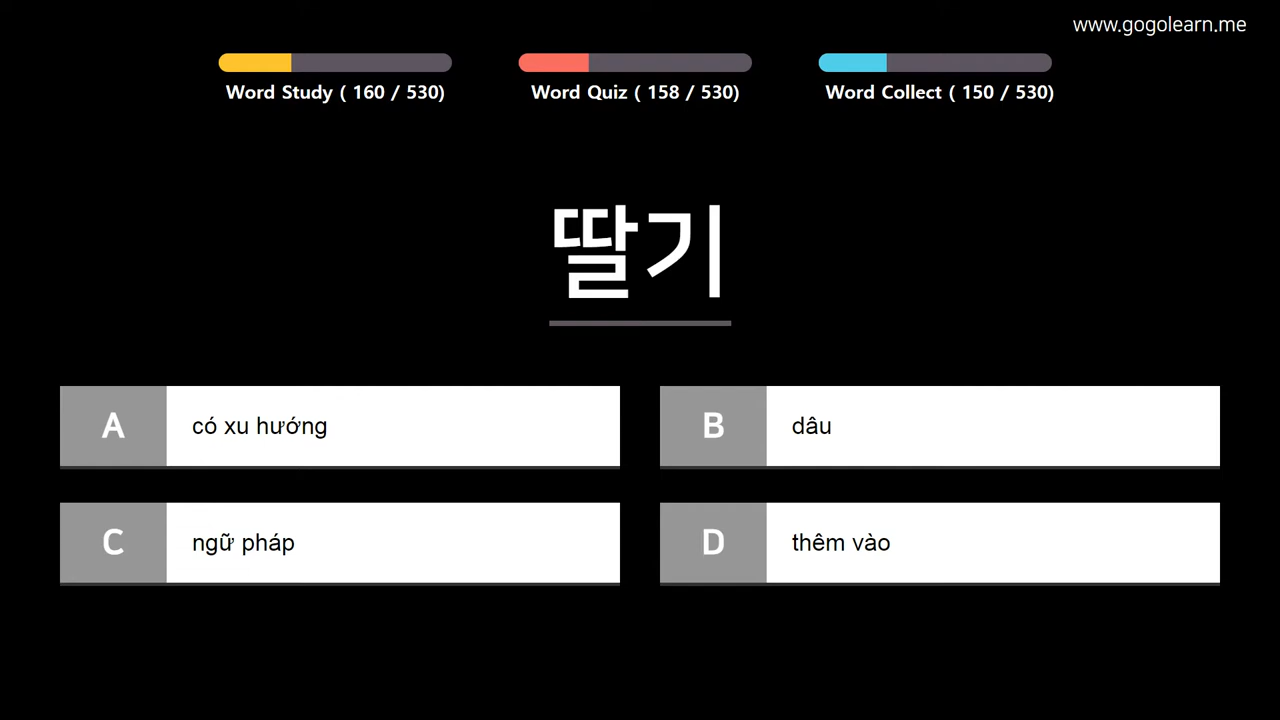 www.gogolearn.me
Word Study ( 160 / 530)
Word Quiz ( 158 / 530)
Word Collect ( 150 / 530)
딸기
A có xu hướng
B dâu
C ngữ pháp
D thêm vào